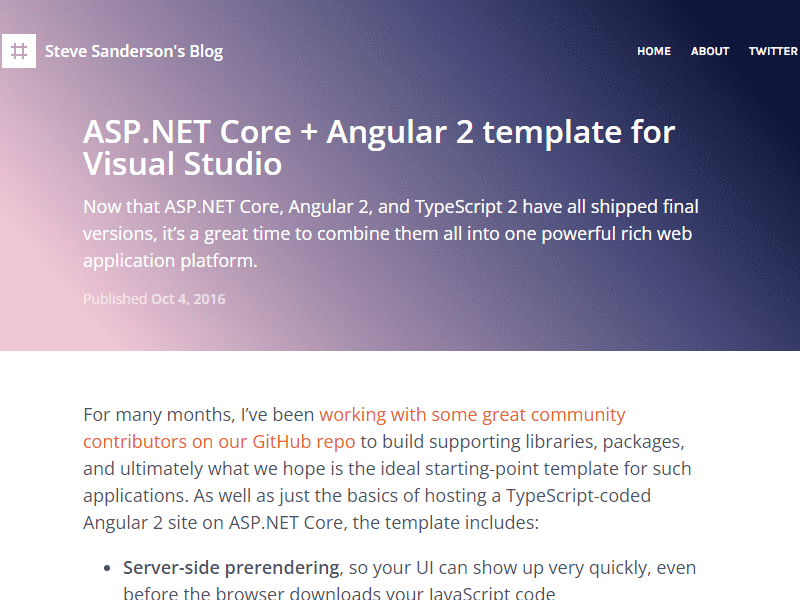 Steve Sanderson's Blog
HOME ABOUT TWITTER
ASP.NET Core + Angular 2 template for
Visual Studio
Now that ASP.NET Core, Angular 2, and TypeScript 2 have all shipped final
versions, it’s a great time to combine them all into one powerful rich web
application platform.
Published Oct 4, 2016
For many months, I’ve been working with some great community
contributors on our GitHub repo to build supporting libraries, packages,
and ultimately what we hope is the ideal starting-point template for such
applications. As well as just the basics of hosting a TypeScript-coded
Angular 2 site on ASP.NET Core, the template includes:
• Server-side prerendering, so your UI can show up very quickly, even
before the browser downloads your JavaScript code